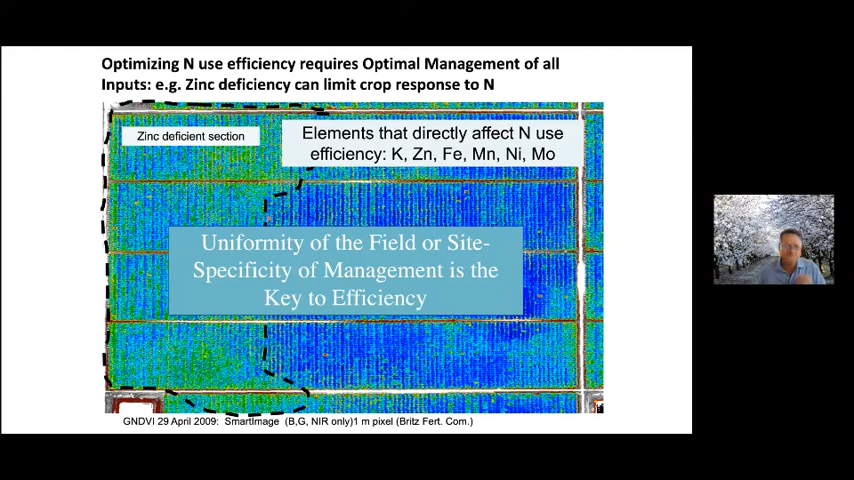 Optimizing N use efficiency requires Optimal Management of all
Inputs: e.g. Zinc deficiency can limit crop response to N
Zinc deficient section
Elements that directly affect N use
efficiency: K, Zn, Fe, Mn, Ni, Mo
Uniformity of the Field or Site-
Specificity of Management is the
Key to Efficiency
GNDVI 29 April 2009: SmartImage (B,G, NIR only)1 m pixel (Britz Fert. Com.)